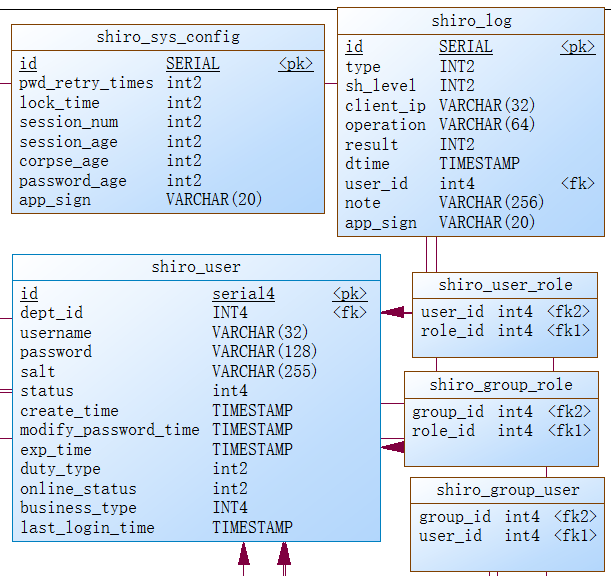 shiro_sys_config
id SERIAL <pk>
pwd_retry_times int2
lock_time int2
session_num int2
session_age int2
corpse_age int2
password_age int2
app_sign VARCHAR(20)
shiro_log
id SERIAL <pk>
type INT2
sh_level INT2
client_ip VARCHAR(32)
operation VARCHAR(64)
result INT2
dtime TIMESTAMP
user_id int4 <fk>
note VARCHAR(256)
app_sign VARCHAR(20)
shiro_user
id serial4 <pk>
dept_id INT4 <fk>
username VARCHAR(32)
password VARCHAR(128)
salt VARCHAR(255)
status int4
create_time TIMESTAMP
modify_password_time TIMESTAMP
exp_time TIMESTAMP
duty_type int2
online_status int2
business_type INT4
last_login_time TIMESTAMP
shiro_user_role
user_id int4 <fk2>
role_id int4 <fk1>
shiro_group_role
group_id int4 <fk2>
role_id int4 <fk1>
shiro_group_user
group_id int4 <fk2>
user_id int4 <fk1>